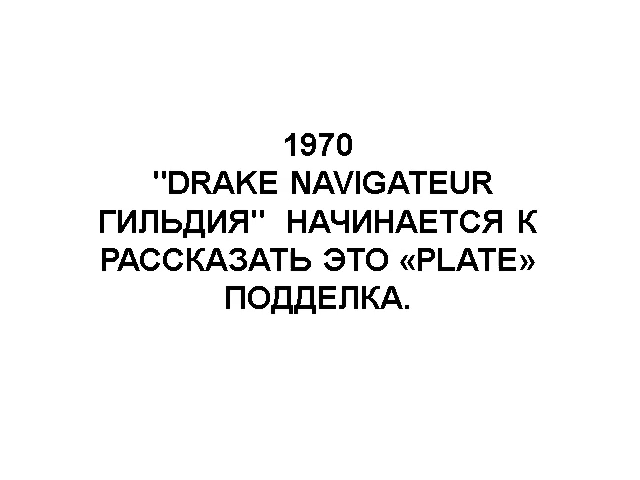 1970
"DRAKE NAVIGATEUR
ГИЛЬДИЯ" НАЧИНАЕТСЯ К
РАССКАЗАТЬ ЭТО «PLATE»
ПОДДЕЛКА.